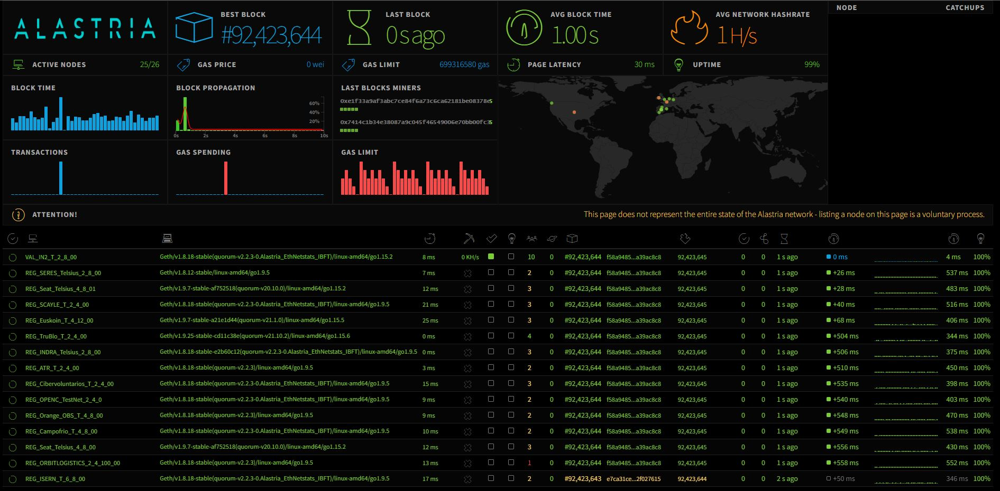 ALASTRIA
BEST BLOCK
#92,423,644
LAST BLOCK
0 s ago
AVG BLOCK TIME
1.00 s
AVG NETWORK HASHRATE
1 H/s
NODE CATCHUPS
ACTIVE NODES 25/26
GAS PRICE 0 wei
GAS LIMIT 699316580 gas
PAGE LATENCY 30 ms
UPTIME 99%
BLOCK TIME
BLOCK PROPAGATION
60%
40%
20%
0s 2s 4s 6s 8s 10s
LAST BLOCKS MINERS
0xe1f33a9af3abc7ce84f6a73c6ca62181be08378e5
0x7414c1b34e38087a9c045f46549006e70bb00fc35
TRANSACTIONS
GAS SPENDING
GAS LIMIT
ATTENTION! This page does not represent the entire state of the Alastria network - listing a node on this page is a voluntary process.
VAL_IN2_T_2_8_00 Geth/v1.8.18-stable(quorum-v2.2.3-0.Alastria_EthNetstats_IBFT)/linux-amd64/go1.15.2 8 ms 0 KH/s 10 0 #92,423,644 f58a9485...a39ac8c8 92,423,645 0 0 1 s ago 0 ms 4 ms 100%
REG_SERES_Telsius_2_8_00 Geth/v1.8.12-stable/linux-amd64/go1.9.5 7 ms 2 0 #92,423,644 f58a9485...a39ac8c8 92,423,645 0 0 1 s ago +26 ms 537 ms 100%
REG_Seat_Telsius_4_8_01 Geth/v1.9.7-stable-af752518(quorum-v20.10.0)/linux-amd64/go1.15.2 12 ms 3 0 #92,423,644 f58a9485...a39ac8c8 92,423,645 0 0 1 s ago +28 ms 483 ms 100%
REG_SCAYLE_T_2_4_00 Geth/v1.8.18-stable(quorum-v2.2.3-0.Alastria_EthNetstats_IBFT)/linux-amd64/go1.9.5 21 ms 3 0 #92,423,644 f58a9485...a39ac8c8 92,423,645 0 0 1 s ago +40 ms 516 ms 100%
REG_Euskoin_T_4_12_00 Geth/v1.9.7-stable-a21e1d44(quorum-v21.1.0)/linux-amd64/go1.15.5 25 ms 3 0 #92,423,644 f58a9485...a39ac8c8 92,423,645 0 0 1 s ago +68 ms 406 ms 100%
REG_TruBlo_T_2_4_00 Geth/v1.9.25-stable-cd11c38e(quorum-v21.10.2)/linux-amd64/go1.15.6 0 ms 4 0 #92,423,644 f58a9485...a39ac8c8 92,423,645 0 0 1 s ago +504 ms 344 ms 100%
REG_INDRA_Telsius_2_8_00 Geth/v1.8.18-stable-e2b60c12(quorum-v2.2.3-0.Alastria_EthNetstats_IBFT)/linux-amd64/go1.9.5 0 ms 3 0 #92,423,644 f58a9485...a39ac8c8 92,423,645 0 0 1 s ago +506 ms 375 ms 100%
REG_ATR_T_2_4_00 Geth/v1.8.18-stable(quorum-v2.2.3)/linux-amd64/go1.9.5 3 ms 2 0 #92,423,644 f58a9485...a39ac8c8 92,423,645 0 0 1 s ago +510 ms 450 ms 100%
REG_Cibervoluntarios_T_2_4_00 Geth/v1.8.18-stable(quorum-v2.2.3-0.Alastria_EthNetstats_IBFT)/linux-amd64/go1.9.5 15 ms 3 0 #92,423,644 f58a9485...a39ac8c8 92,423,645 0 0 1 s ago +535 ms 398 ms 100%
REG_OPENC_TestNet_2_4_0 Geth/v1.8.18-stable(quorum-v2.2.3-0.Alastria_EthNetstats_IBFT)/linux-amd64/go1.9.5 9 ms 2 0 #92,423,644 f58a9485...a39ac8c8 92,423,645 0 0 1 s ago +540 ms 403 ms 100%
REG_Orange_OBS_T_4_8_00 Geth/v1.8.18-stable(quorum-v2.2.3)/linux-amd64/go1.9.5 9 ms 2 0 #92,423,644 f58a9485...a39ac8c8 92,423,645 0 0 1 s ago +548 ms 470 ms 100%
REG_Campofrio_T_4_8_00 Geth/v1.8.18-stable(quorum-v2.2.3-0.Alastria_EthNetstats_IBFT)/linux-amd64/go1.9.5 10 ms 2 0 #92,423,644 f58a9485...a39ac8c8 92,423,645 0 0 1 s ago +549 ms 538 ms 100%
REG_Seat_Telsius_4_8_00 Geth/v1.9.7-stable-af752518(quorum-v20.10.0)/linux-amd64/go1.15.2 12 ms 3 0 #92,423,644 f58a9485...a39ac8c8 92,423,645 0 0 1 s ago +556 ms 430 ms 100%
REG_ORBITLOGISTICS_2_4_100_00 Geth/v1.8.18-stable(quorum-v2.2.3)/linux-amd64/go1.9.5 13 ms 1 0 #92,423,644 f58a9485...a39ac8c8 92,423,645 0 0 1 s ago +558 ms 552 ms 100%
REG_ISERN_T_6_8_00 Geth/v1.8.18-stable(quorum-v2.2.3-0.Alastria_EthNetstats_IBFT)/linux-amd64/go1.9.5 17 ms 2 0 #92,423,643 e7ca31ce...2f027615 92,423,644 0 0 2 s ago +50 ms 346 ms 100%